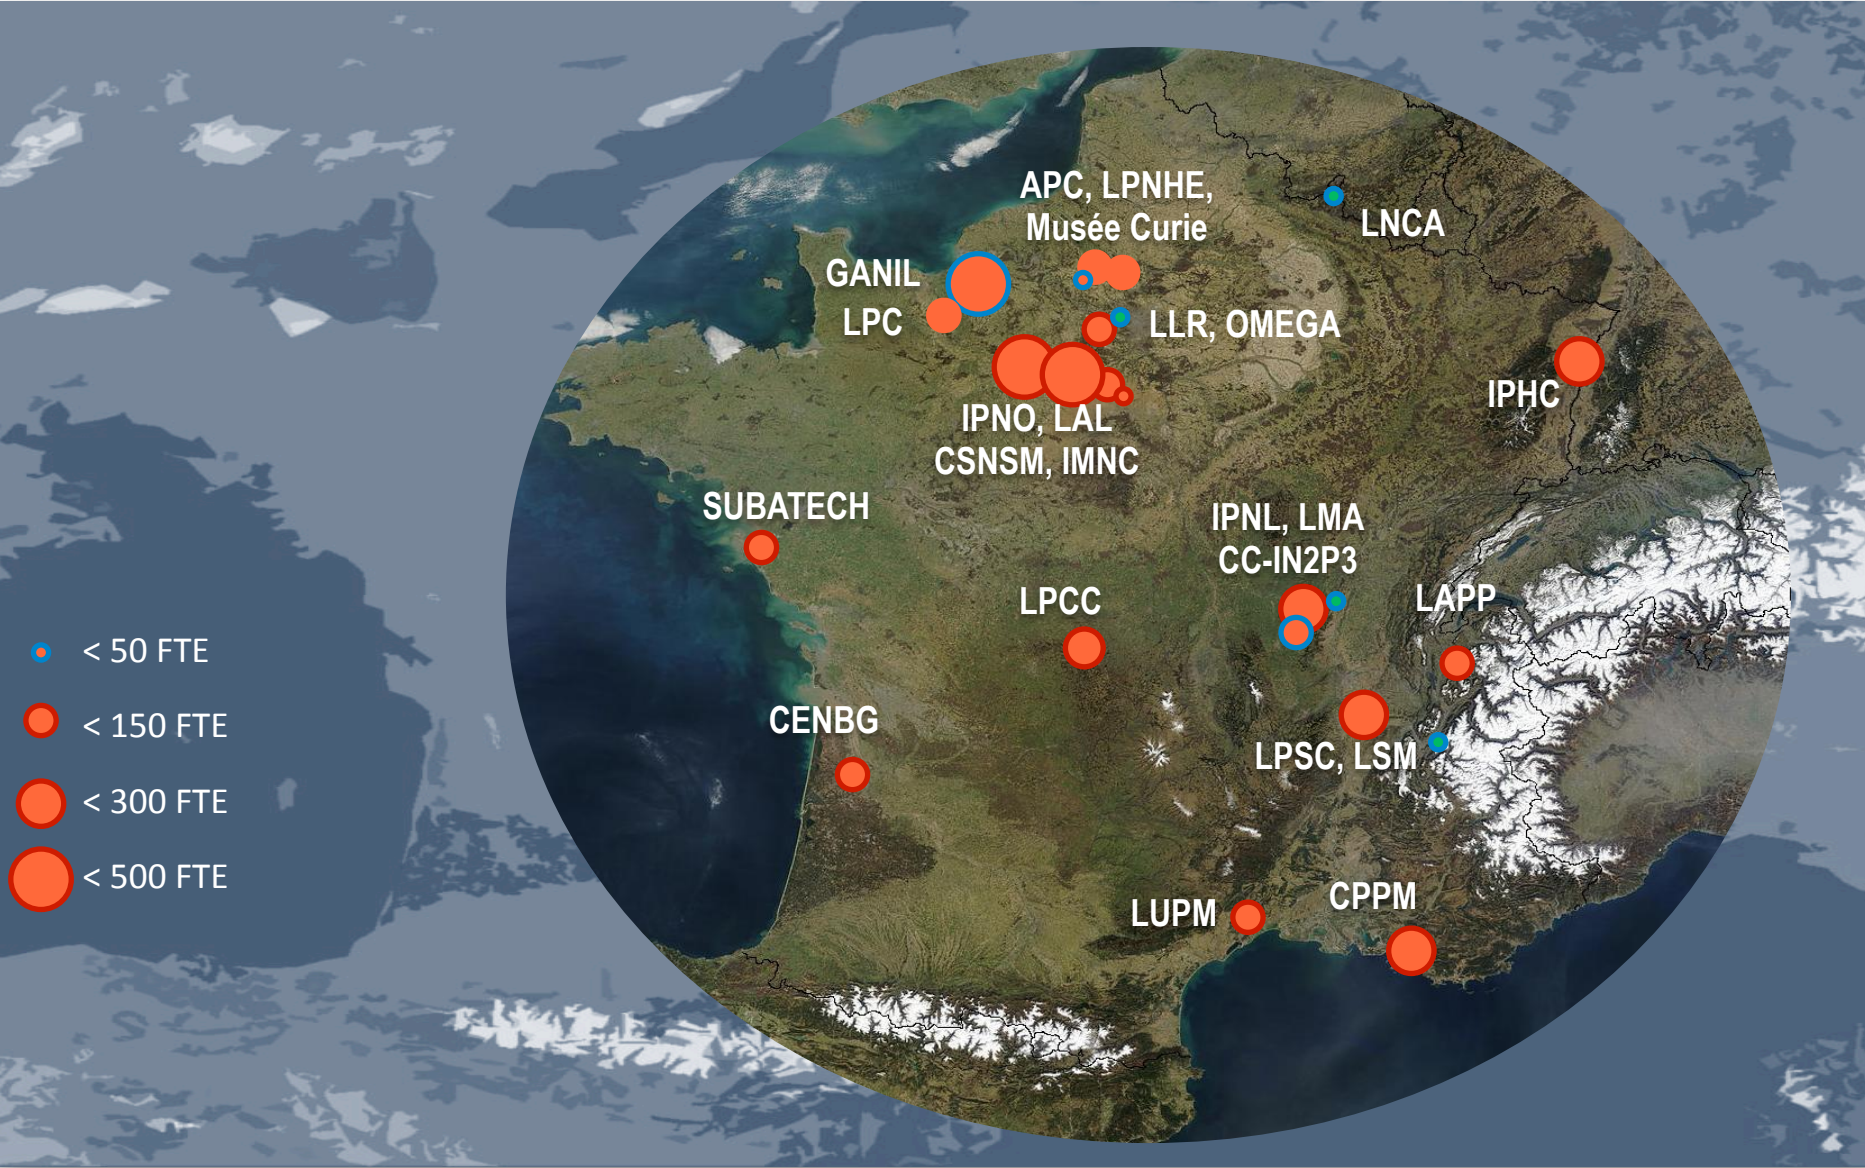 APC, LPNHE,
Musée Curie
LNCA
GANIL
LPC
LLR, OMEGA
IPHC
IPNO, LAL
CSNSM, IMNC
SUBATECH
IPNL, LMA
CC-IN2P3
LPCC
LAPP
< 50 FTE
< 150 FTE
< 300 FTE
< 500 FTE
CENBG
LPSC, LSM
LUPM
CPPM